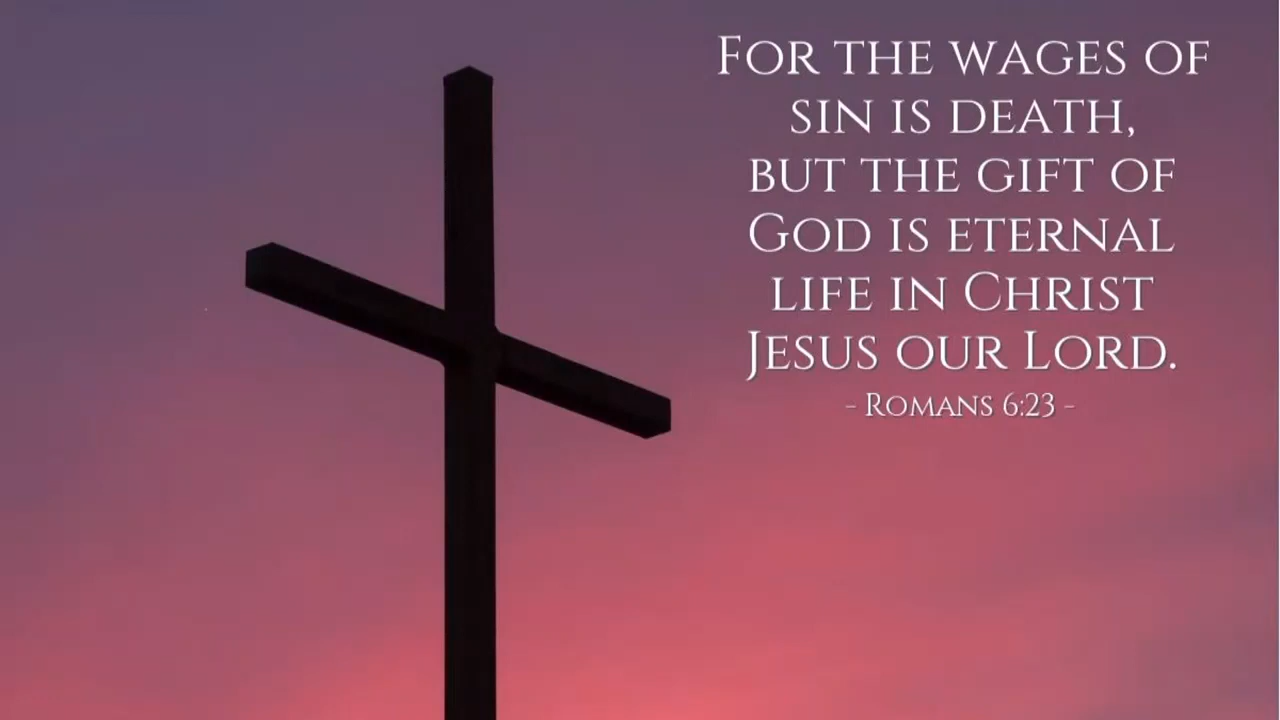 For the wages of
sin is death,
but the gift of
God is eternal
life in Christ
Jesus our Lord.
- Romans 6:23 -